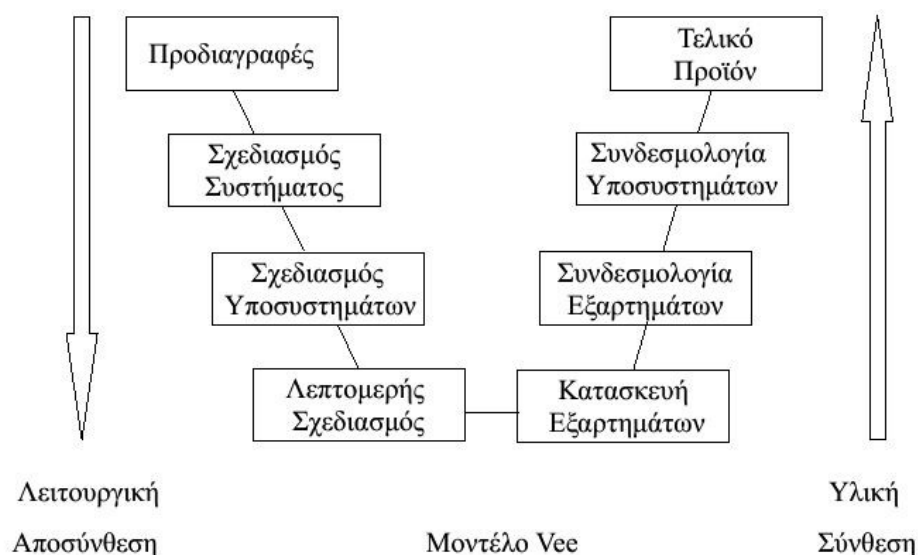 Προδιαγραφές
Τελικό
Προϊόν
Σχεδιασμός
Συστήματος
Συνδεσμολογία
Υποσυστημάτων
Σχεδιασμός
Υποσυστημάτων
Συνδεσμολογία
Εξαρτημάτων
Λεπτομερής
Σχεδιασμός
Κατασκευή
Εξαρτημάτων
Λειτουργική
Αποσύνθεση
Μοντέλο Vee
Υλική
Σύνθεση